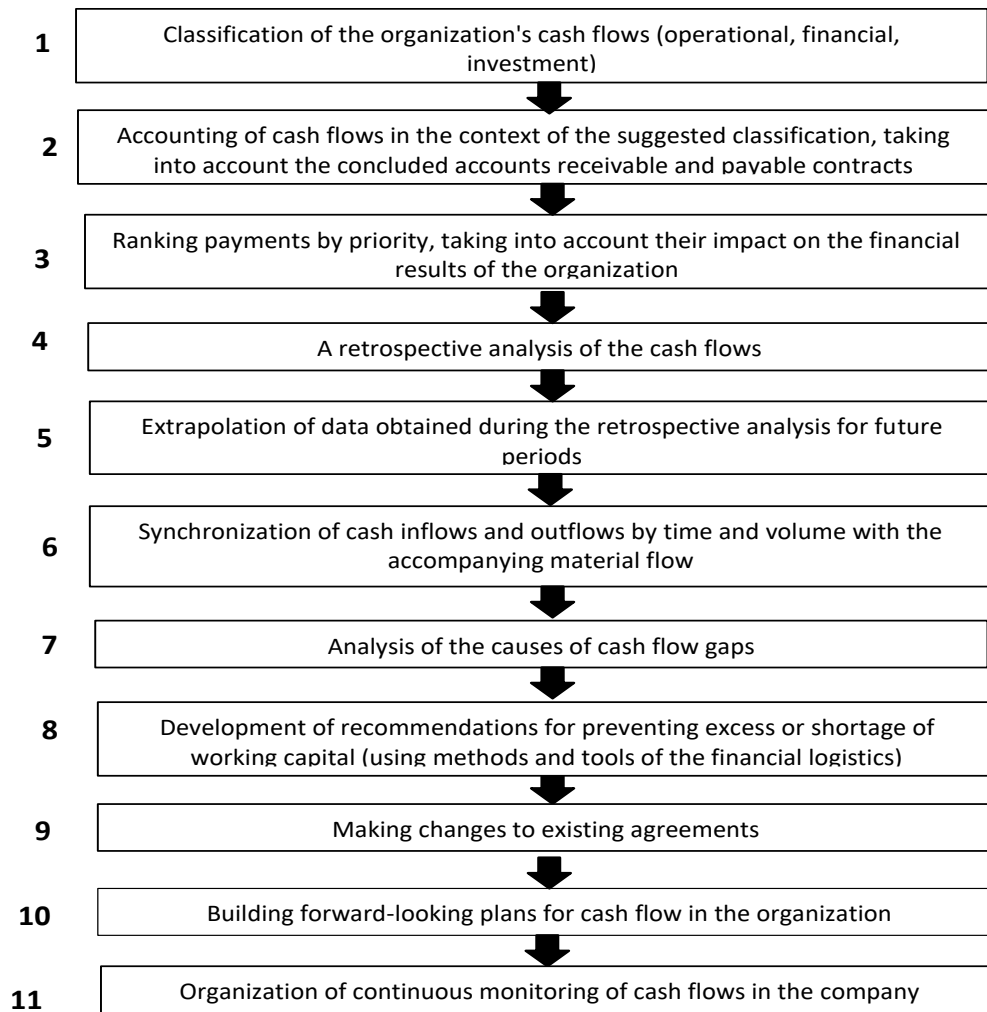 1
Classification of the organization's cash flows (operational, financial,
investment)
2
Accounting of cash flows in the context of the suggested classification, taking
into account the concluded accounts receivable and payable contracts
3
Ranking payments by priority, taking into account their impact on the financial
results of the organization
4
A retrospective analysis of the cash flows
5
Extrapolation of data obtained during the retrospective analysis for future
periods
6
Synchronization of cash inflows and outflows by time and volume with the
accompanying material flow
7
Analysis of the causes of cash flow gaps
8
Development of recommendations for preventing excess or shortage of
working capital (using methods and tools of the financial logistics)
9
Making changes to existing agreements
10
Building forward-looking plans for cash flow in the organization
11
Organization of continuous monitoring of cash flows in the company